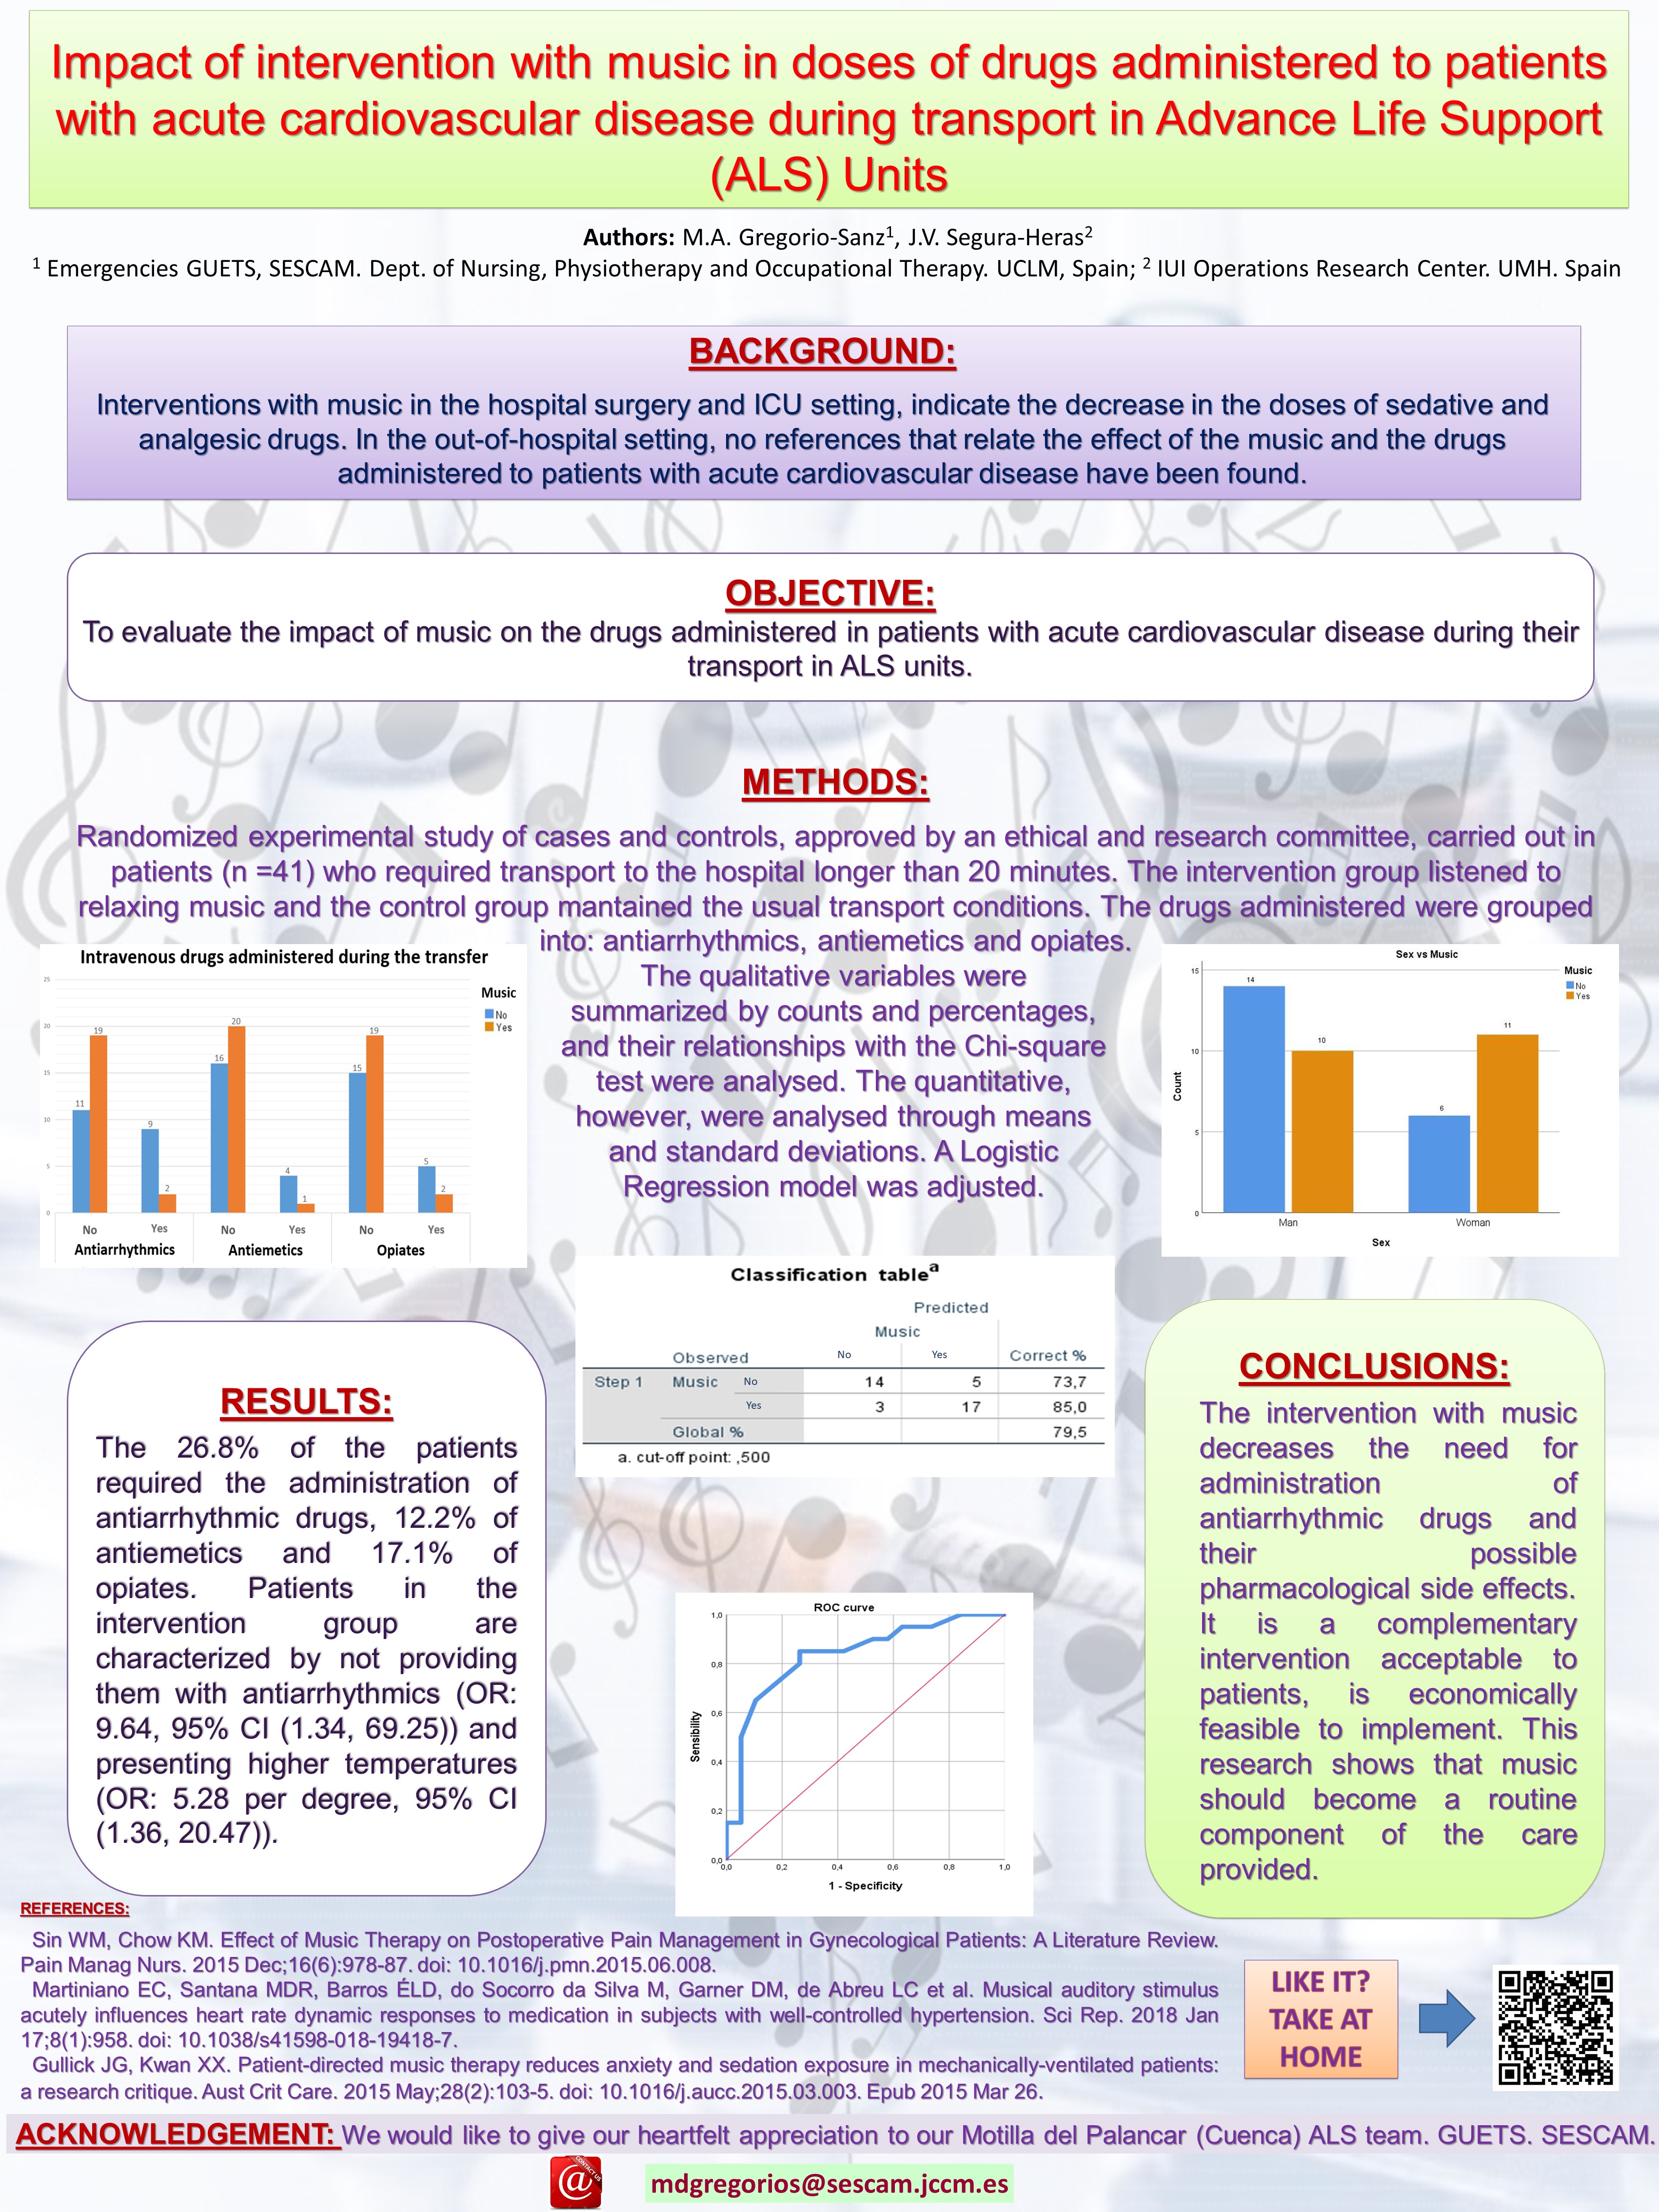 Impact of intervention with music in doses of drugs administered to patients
with acute cardiovascular disease during transport in Advance Life Support
(ALS) Units
Authors: M.A. Gregorio-Sanz1, J.V. Segura-Heras2
1 Emergencies GUETS, SESCAM. Dept. of Nursing, Physiotherapy and Occupational Therapy. UCLM, Spain; 2 IUI Operations Research Center. UMH. Spain
BACKGROUND:
Interventions with music in the hospital surgery and ICU setting, indicate the decrease in the doses of sedative and
analgesic drugs. In the out-of-hospital setting, no references that relate the effect of the music and the drugs
administered to patients with acute cardiovascular disease have been found.
OBJECTIVE:
To evaluate the impact of music on the drugs administered in patients with acute cardiovascular disease during their
transport in ALS units.
METHODS:
Randomized experimental study of cases and controls, approved by an ethical and research committee, carried out in
patients (n =41) who required transport to the hospital longer than 20 minutes. The intervention group listened to
relaxing music and the control group mantained the usual transport conditions. The drugs administered were grouped
into: antiarrhythmics, antiemetics and opiates.
The qualitative variables were
summarized by counts and percentages,
and their relationships with the Chi-square
test were analysed. The quantitative,
however, were analysed through means
and standard deviations. A Logistic
Regression model was adjusted.
Intravenous drugs administered during the transfer
Music
No
Yes
25
20
15
10
5
0
11
19
9
2
16
20
4
1
15
19
5
2
No Yes No Yes No Yes
Antiarrhythmics Antiemetics Opiates
Sex vs Music
Music
No
Yes
Count
15
10
5
0
14
10
6
11
Man Woman
Sex
Classification tablea
Predicted
Music
Observed No Yes Correct %
Step 1 Music No 14 5 73,7
Yes 3 17 85,0
Global % 79,5
a. cut-off point: ,500
RESULTS:
The 26.8% of the patients
required the administration of
antiarrhythmic drugs, 12.2% of
antiemetics and 17.1% of
opiates. Patients in the
intervention group are
characterized by not providing
them with antiarrhythmics (OR:
9.64, 95% CI (1.34, 69.25)) and
presenting higher temperatures
(OR: 5.28 per degree, 95% CI
(1.36, 20.47)).
ROC curve
Sensibility
1,0
0,8
0,6
0,4
0,2
0,0
0,0 0,2 0,4 0,6 0,8 1,0
1 - Specificity
CONCLUSIONS:
The intervention with music
decreases the need for
administration of
antiarrhythmic drugs and
their possible
pharmacological side effects.
It is a complementary
intervention acceptable to
patients, is economically
feasible to implement. This
research shows that music
should become a routine
component of the care
provided.
REFERENCES:
Sin WM, Chow KM. Effect of Music Therapy on Postoperative Pain Management in Gynecological Patients: A Literature Review.
Pain Manag Nurs. 2015 Dec;16(6):978-87. doi: 10.1016/j.pmn.2015.06.008.
Martiniano EC, Santana MDR, Barros ÉLD, do Socorro da Silva M, Garner DM, de Abreu LC et al. Musical auditory stimulus
acutely influences heart rate dynamic responses to medication in subjects with well-controlled hypertension. Sci Rep. 2018 Jan
17;8(1):958. doi: 10.1038/s41598-018-19418-7.
Gullick JG, Kwan XX. Patient-directed music therapy reduces anxiety and sedation exposure in mechanically-ventilated patients:
a research critique. Aust Crit Care. 2015 May;28(2):103-5. doi: 10.1016/j.aucc.2015.03.003. Epub 2015 Mar 26.
LIKE IT?
TAKE AT
HOME
ACKNOWLEDGEMENT: We would like to give our heartfelt appreciation to our Motilla del Palancar (Cuenca) ALS team. GUETS. SESCAM.
@
CONTACT US
mdgregorios@sescam.jccm.es